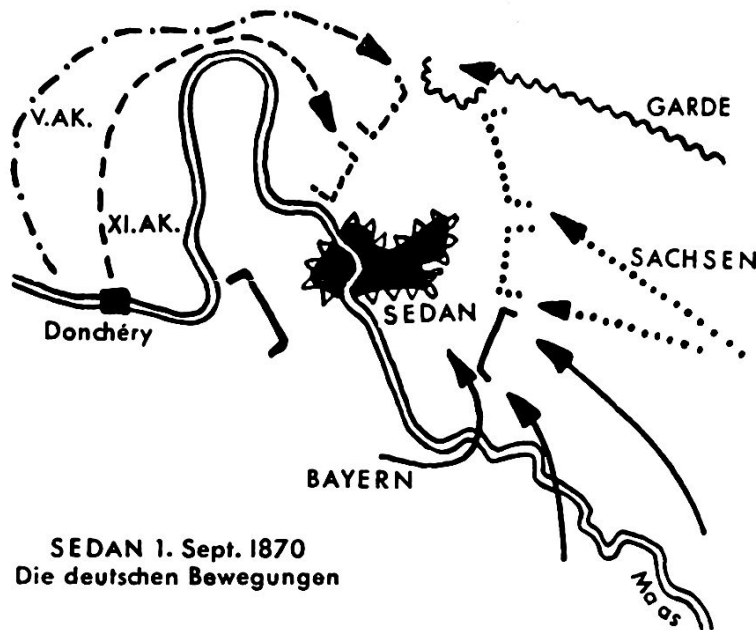 V.AK.
GARDE
XI.AK.
SACHSEN
Donchéry
SEDAN
BAYERN
SEDAN 1. Sept. 1870
Die deutschen Bewegungen
Maas